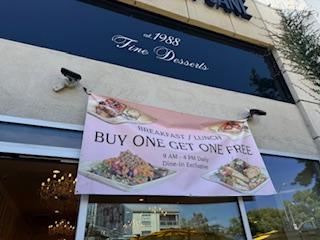 LANE
est. 1988
Fine Desserts
BREAKFAST / LUNCH
BUY ONE GET ONE FREE
9 AM - 4 PM Daily
Dine-In Exclusive